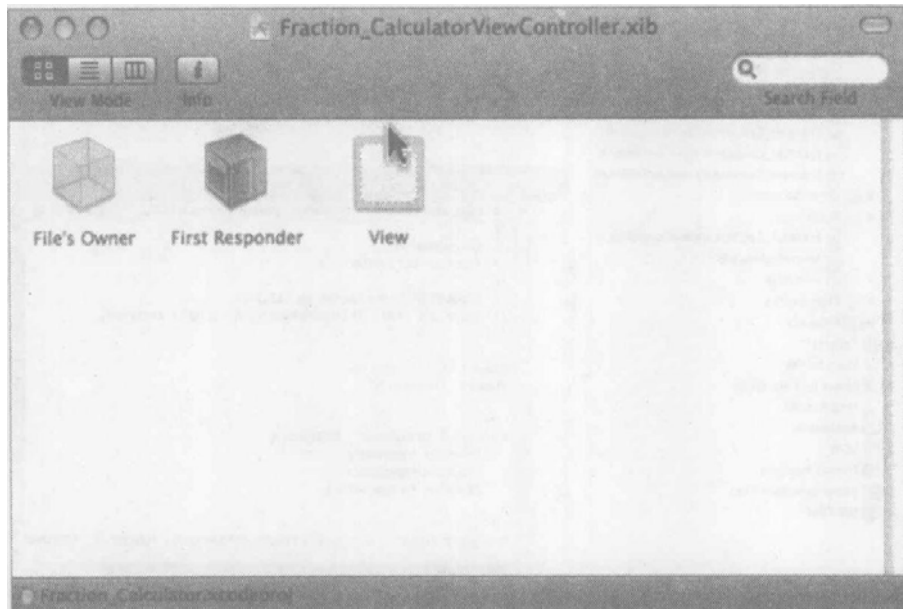 Fraction_CalculatorViewController.xib
View Mode
Info
Search Field
File's Owner
First Responder
View
Fraction_Calculator.xcodeproj